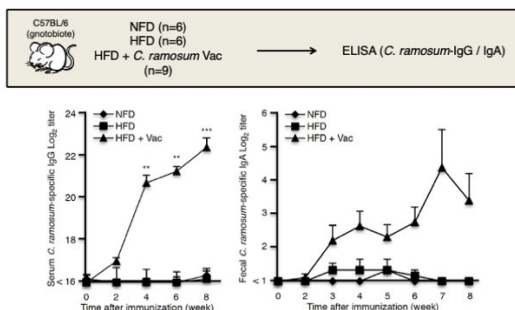 C57BL/6
(gnotobiote)
NFD (n=6)
HFD (n=6)
HFD + C. ramosum Vac
(n=9)
ELISA (C. ramosum-IgG / IgA)
Serum C. ramosum-specific IgG Log2 titer
26
24
22
20
18
< 16
NFD
HFD
HFD + Vac
**
**
***
0 2 4 6 8
Time after immunization (week)
Fecal C. ramosum-specific IgA Log2 titer
6
5
4
3
2
< 1
NFD
HFD
HFD + Vac
0 2 3 4 5 6 7 8
Time after immunization (week)